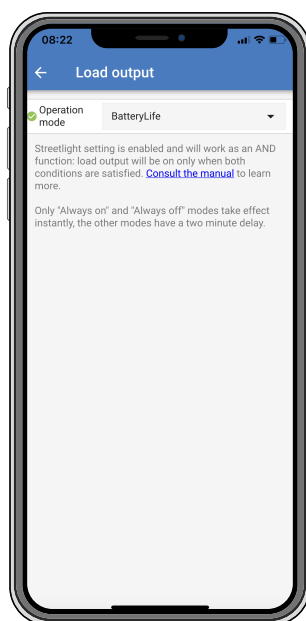 08:22
Load output
Operation
mode
BatteryLife
Streetlight setting is enabled and will work as an AND
function: load output will be on only when both
conditions are satisfied. Consult the manual to learn
more.
Only "Always on" and "Always off" modes take effect
instantly, the other modes have a two minute delay.